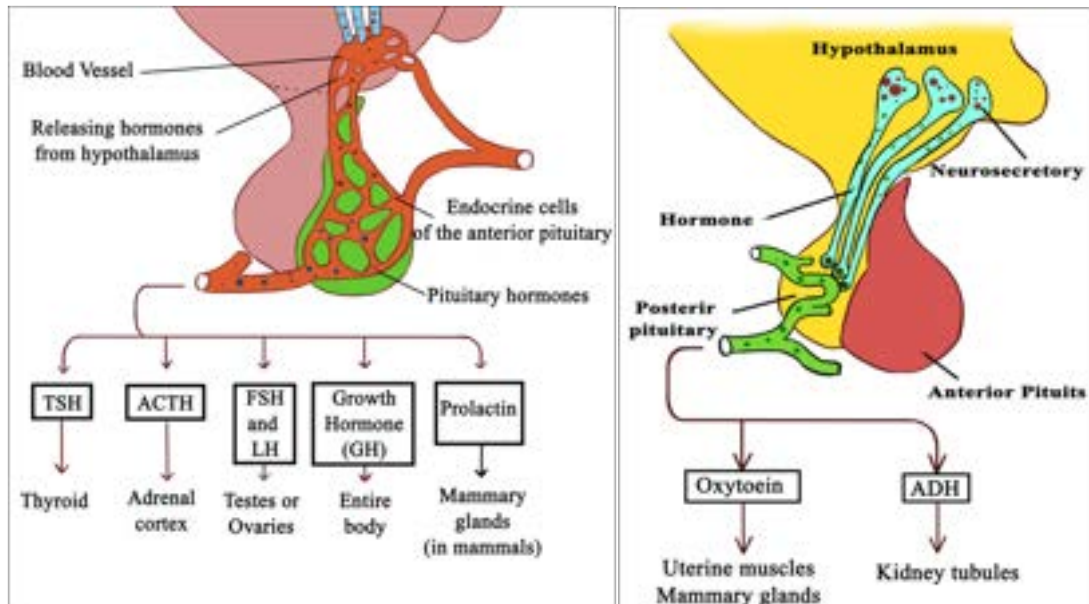 Blood Vessel
Releasing hormones
from hypothalamus
Endocrine cells
of the anterior pituitary
Pituitary hormones
TSH
ACTH
FSH
and
LH
Growth
Hormone
(GH)
Prolactin
Thyroid
Adrenal
cortex
Testes or
Ovaries
Entire
body
Mammary
glands
(in mammals)
Hypothalamus
Neurosecretory
Hormone
Posterir
pituitary
Anterior Pituits
Oxytoein
ADH
Uterine muscles
Mammary glands
Kidney tubules